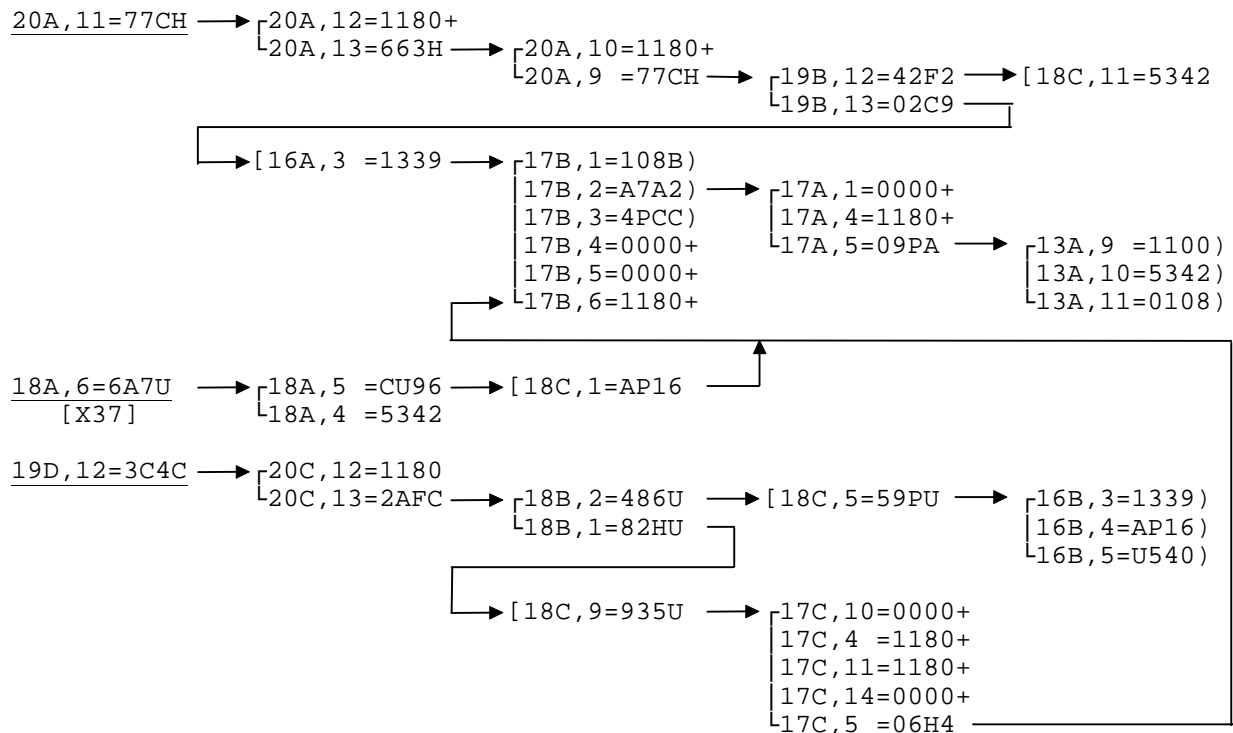 20A,11=77CH 20A,12=1180+
20A,13=663H 20A,10=1180+
20A,9 =77CH 19B,12=42F2 [18C,11=5342
19B,13=02C9
[16A,3 =1339 17B,1=108B)
17B,2=A7A2) 17A,1=0000+
17B,3=4PCC) 17A,4=1180+
17B,4=0000+ 17A,5=09PA 13A,9 =1100)
17B,5=0000+ 13A,10=5342)
17B,6=1180+ 13A,11=0108)
18A,6=6A7U 18A,5 =CU96 [18C,1=AP16
[X37] 18A,4 =5342
19D,12=3C4C 20C,12=1180
20C,13=2AFC 18B,2=486U [18C,5=59PU 16B,3=1339)
18B,1=82HU 16B,4=AP16)
16B,5=U540)
[18C,9=935U 17C,10=0000+
17C,4 =1180+
17C,11=1180+
17C,14=0000+
17C,5 =06H4